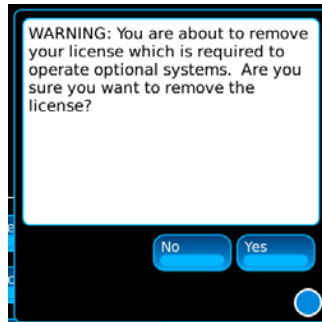 WARNING: You are about to remove
your license which is required to
operate optional systems.  Are you
sure you want to remove the
license?
No
Yes